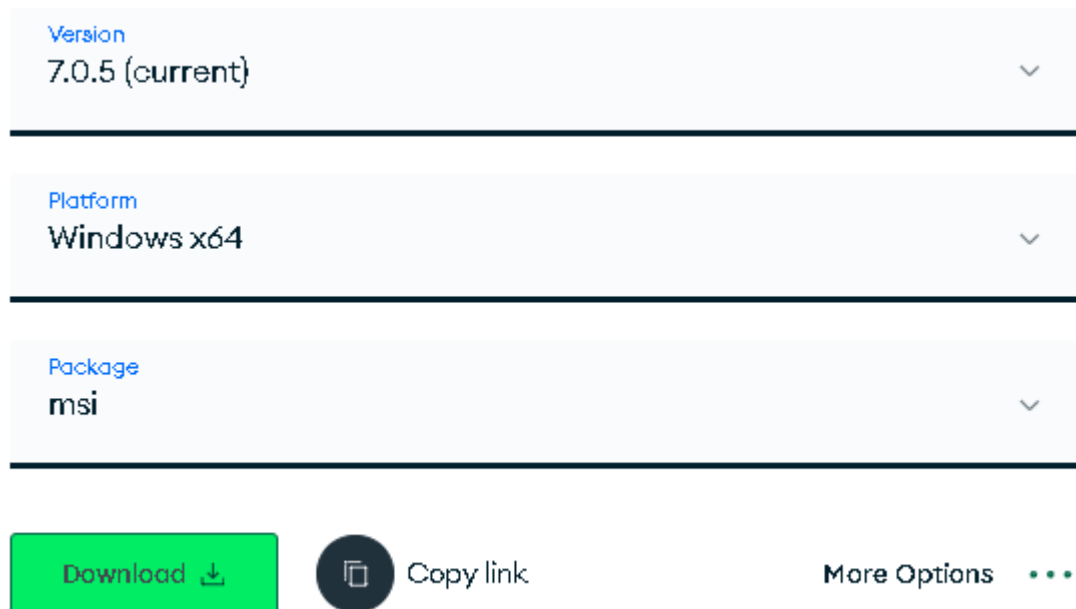 Version
7.0.5 (current)
Platform
Windows x64
Package
msi
Download
Copy link
More Options